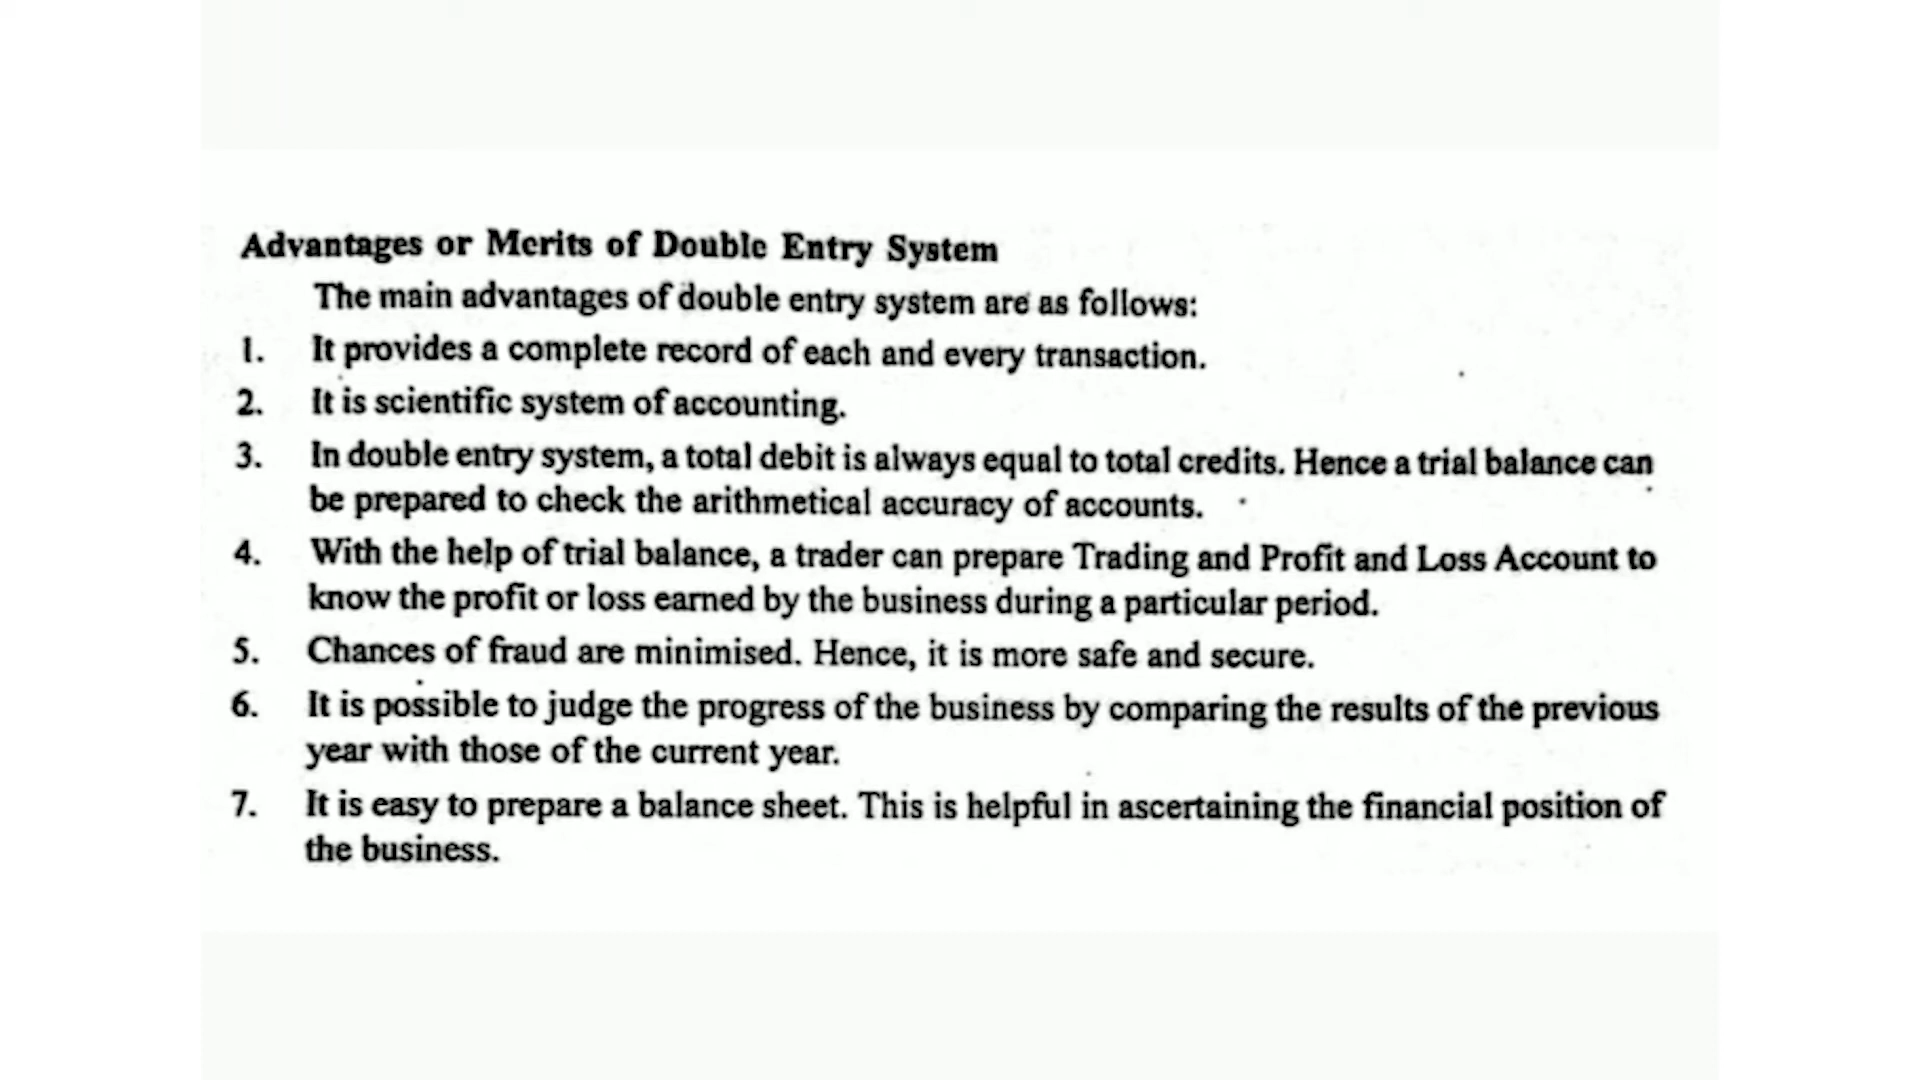 Advantages or Merits of Double Entry System
The main advantages of double entry system are as follows:
1. It provides a complete record of each and every transaction.
2. It is scientific system of accounting.
3. In double entry system, a total debit is always equal to total credits. Hence a trial balance can
be prepared to check the arithmetical accuracy of accounts.
4. With the help of trial balance, a trader can prepare Trading and Profit and Loss Account to
know the profit or loss earned by the business during a particular period.
5. Chances of fraud are minimised. Hence, it is more safe and secure.
6. It is possible to judge the progress of the business by comparing the results of the previous
year with those of the current year.
7. It is easy to prepare a balance sheet. This is helpful in ascertaining the financial position of
the business.